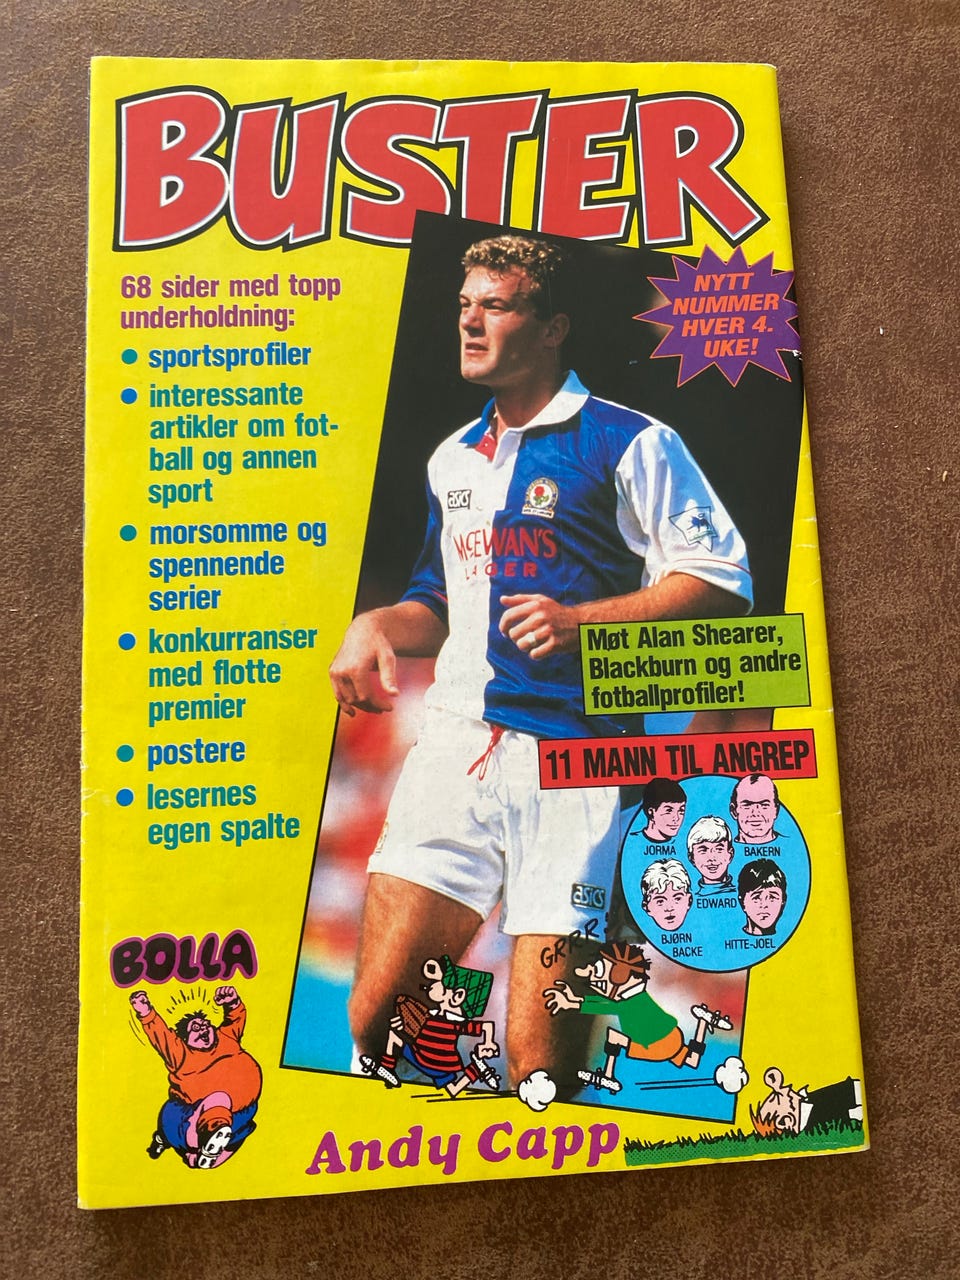 BUSTER
68 sider med topp
underholdning:
• sportsprofiler
• interessante
artikler om fot-
ball og annen
sport
• morsomme og
spennende
serier
• konkurranser
med flotte
premier
• postere
• lesernes
egen spalte
NYTT
NUMMER
HVER 4.
UKE!
asics
McEWAN'S
LAGER
Møt Alan Shearer,
Blackburn og andre
fotballprofiler!
11 MANN TIL ANGREP
JORMA
BAKERN
EDWARD
BJØRN
BACKE
HITTE-JOEL
asics
GRRR!
BOLLA
Andy Capp